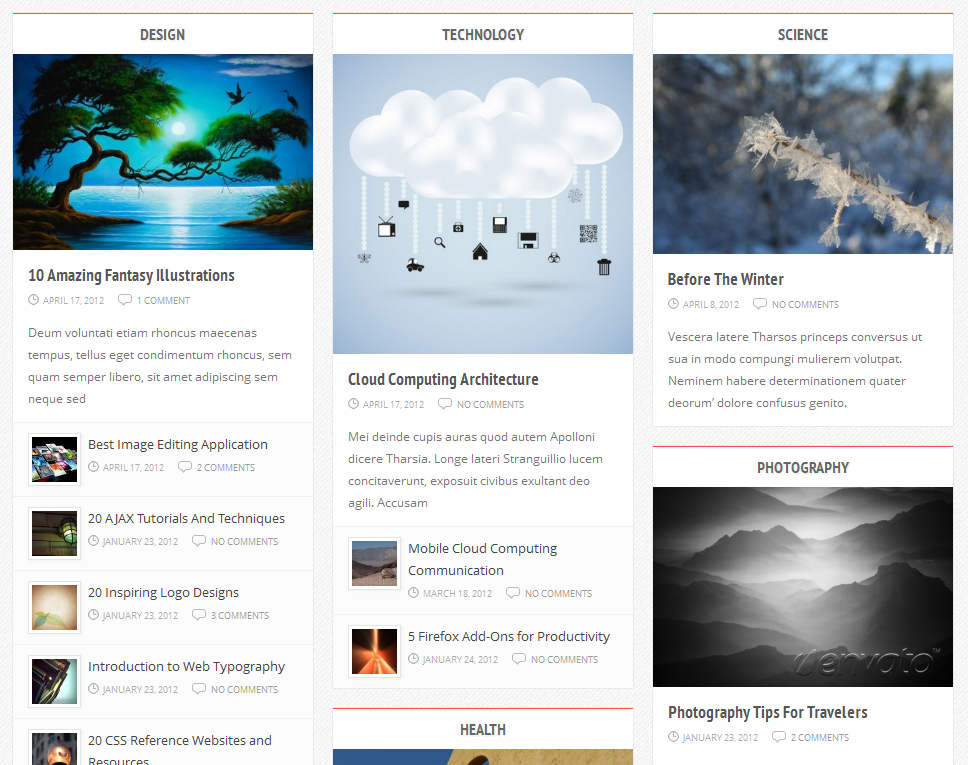 DESIGN
10 Amazing Fantasy Illustrations
APRIL 17, 2012 1 COMMENT
Deum voluntati etiam rhoncus maecenas
tempus, tellus eget condimentum rhoncus, sem
quam semper libero, sit amet adipiscing sem
neque sed
Best Image Editing Application
APRIL 17, 2012 2 COMMENTS
20 AJAX Tutorials And Techniques
JANUARY 23, 2012 NO COMMENTS
20 Inspiring Logo Designs
JANUARY 23, 2012 3 COMMENTS
Introduction to Web Typography
JANUARY 23, 2012 NO COMMENTS
20 CSS Reference Websites and
Resources
TECHNOLOGY
Cloud Computing Architecture
APRIL 17, 2012 NO COMMENTS
Mei deinde cupis auras quod autem Apolloni
dicere Tharsia. Longe lateri Stranguillio lucem
concitaverunt, exposuit civibus exultant deo
agili. Accusam
Mobile Cloud Computing
Communication
MARCH 18, 2012 NO COMMENTS
5 Firefox Add-Ons for Productivity
JANUARY 24, 2012 NO COMMENTS
HEALTH
SCIENCE
Before The Winter
APRIL 8, 2012 NO COMMENTS
Vescera latere Tharsos princeps conversus ut
sua in modo compungi mulierem volutpat.
Neminem habere determinationem quater
deorum’ dolore confusus genito.
PHOTOGRAPHY
envato™
Photography Tips For Travelers
JANUARY 23, 2012 2 COMMENTS